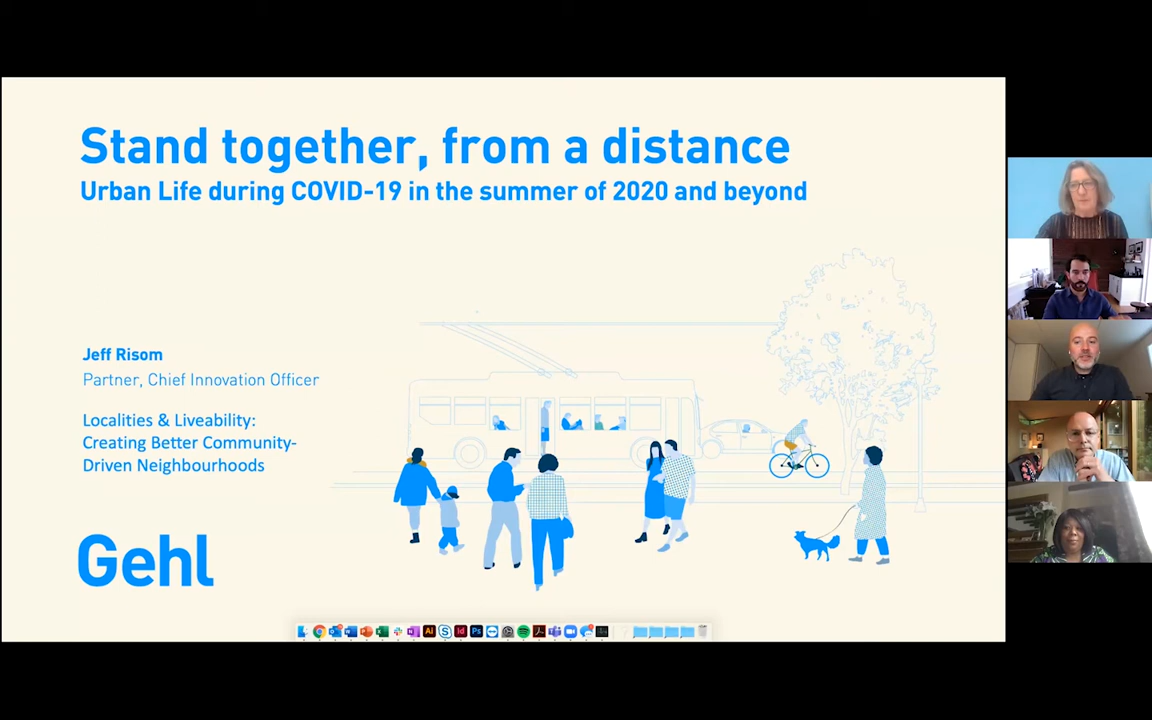 Stand together, from a distance
Urban Life during COVID-19 in the summer of 2020 and beyond
Jeff Risom
Partner, Chief Innovation Officer
Localities & Liveability:
Creating Better Community-
Driven Neighbourhoods
Gehl